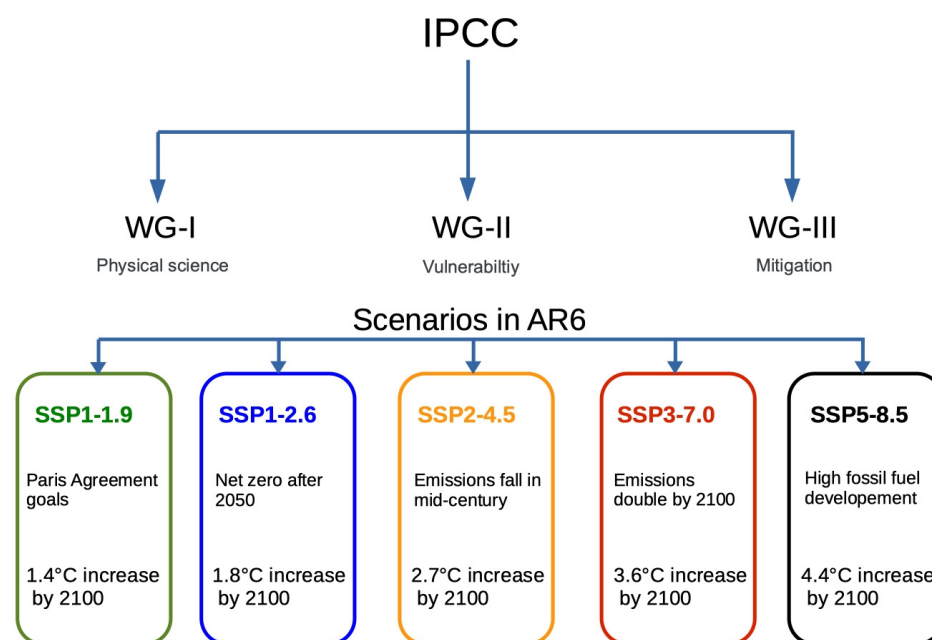 IPCC
WG-I
WG-II
WG-III
Physical science
Vulnerabiltiy
Mitigation
Scenarios in AR6
SSP1-1.9
Paris Agreement
goals
1.4°C increase
by 2100
SSP1-2.6
Net zero after
2050
1.8°C increase
by 2100
SSP2-4.5
Emissions fall in
mid-century
2.7°C increase
by 2100
SSP3-7.0
Emissions
double by 2100
3.6°C increase
by 2100
SSP5-8.5
High fossil fuel
developement
4.4°C increase
by 2100